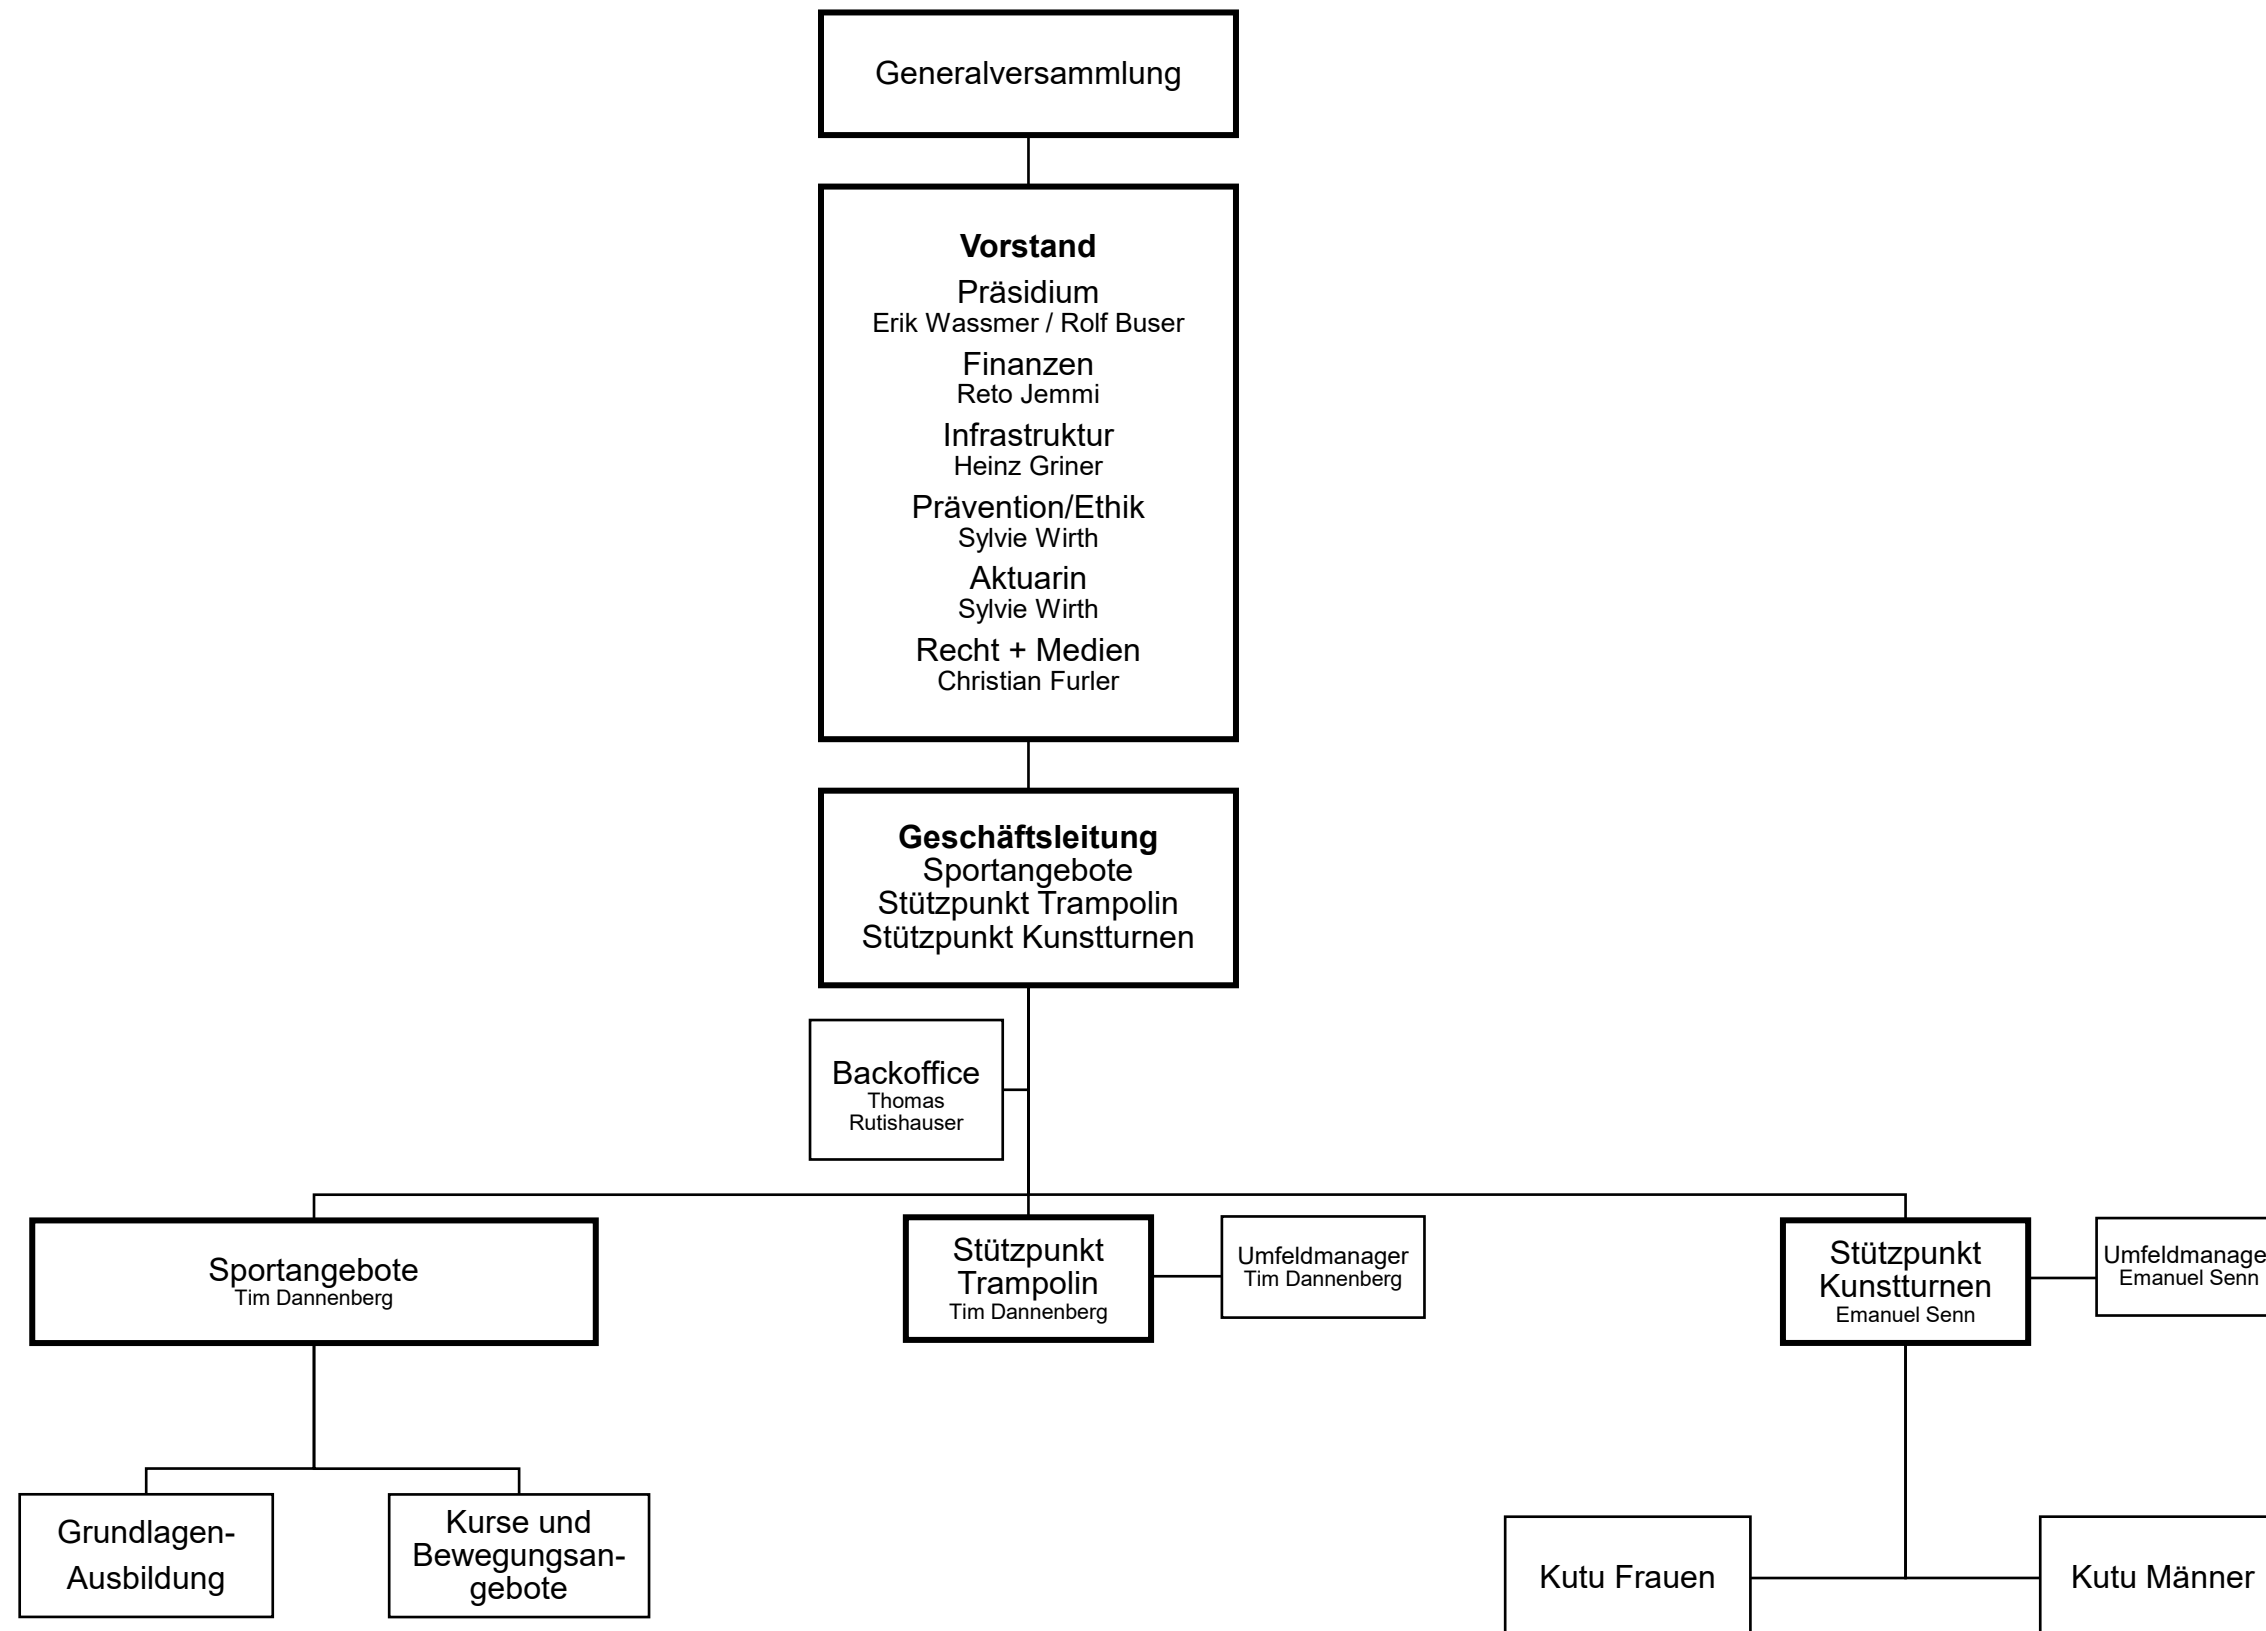 Generalversammlung
Vorstand
Präsidium
Erik Wassmer / Rolf Buser
Finanzen
Reto Jemmi
Infrastruktur
Heinz Griner
Prävention/Ethik
Sylvie Wirth
Aktuarin
Sylvie Wirth
Recht + Medien
Christian Furler
Geschäftsleitung
Sportangebote
Stützpunkt Trampolin
Stützpunkt Kunstturnen
Backoffice
Thomas
Rutishauser
Sportangebote
Tim Dannenberg
Stützpunkt
Trampolin
Tim Dannenberg
Umfeldmanager
Tim Dannenberg
Stützpunkt
Kunstturnen
Emanuel Senn
Umfeldmanage
Emanuel Senn
Grundlagen-
Ausbildung
Kurse und
Bewegungsan-
gebote
Kutu Frauen
Kutu Männer